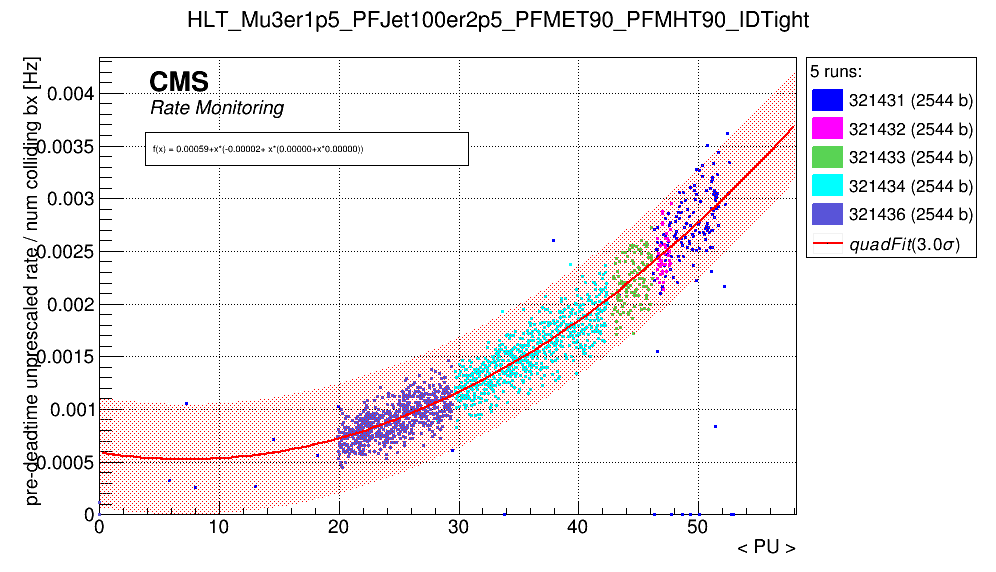 HLT_Mu3er1p5_PFJet100er2p5_PFMET90_PFMHT90_IDTight
pre-deadtime unprescaled rate / num colliding bx [Hz]
CMS
Rate Monitoring
f(x) = 0.00059+x*(-0.00002+ x*(0.00000+x*0.00000))
0.004
0.0035
0.003
0.0025
0.002
0.0015
0.001
0.0005
0
0 10 20 30 40 50
< PU >
5 runs:
321431 (2544 b)
321432 (2544 b)
321433 (2544 b)
321434 (2544 b)
321436 (2544 b)
quadFit(3.0σ)